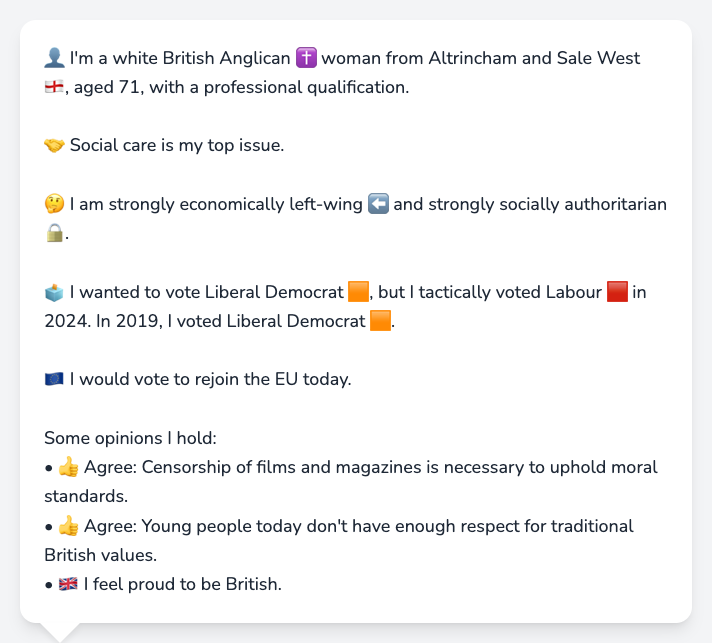 👤 I'm a white British Anglican ✝️ woman from Altrincham and Sale West
🏴󠁧󠁢󠁥󠁮󠁧󠁿, aged 71, with a professional qualification.
🤝 Social care is my top issue.
🤔 I am strongly economically left-wing ⬅️ and strongly socially authoritarian
🔒.
🗳️ I wanted to vote Liberal Democrat 🟧, but I tactically voted Labour 🟥 in
2024. In 2019, I voted Liberal Democrat 🟧.
🇪🇺 I would vote to rejoin the EU today.
Some opinions I hold:
• 👍 Agree: Censorship of films and magazines is necessary to uphold moral
standards.
• 👍 Agree: Young people today don't have enough respect for traditional
British values.
• 🇬🇧 I feel proud to be British.